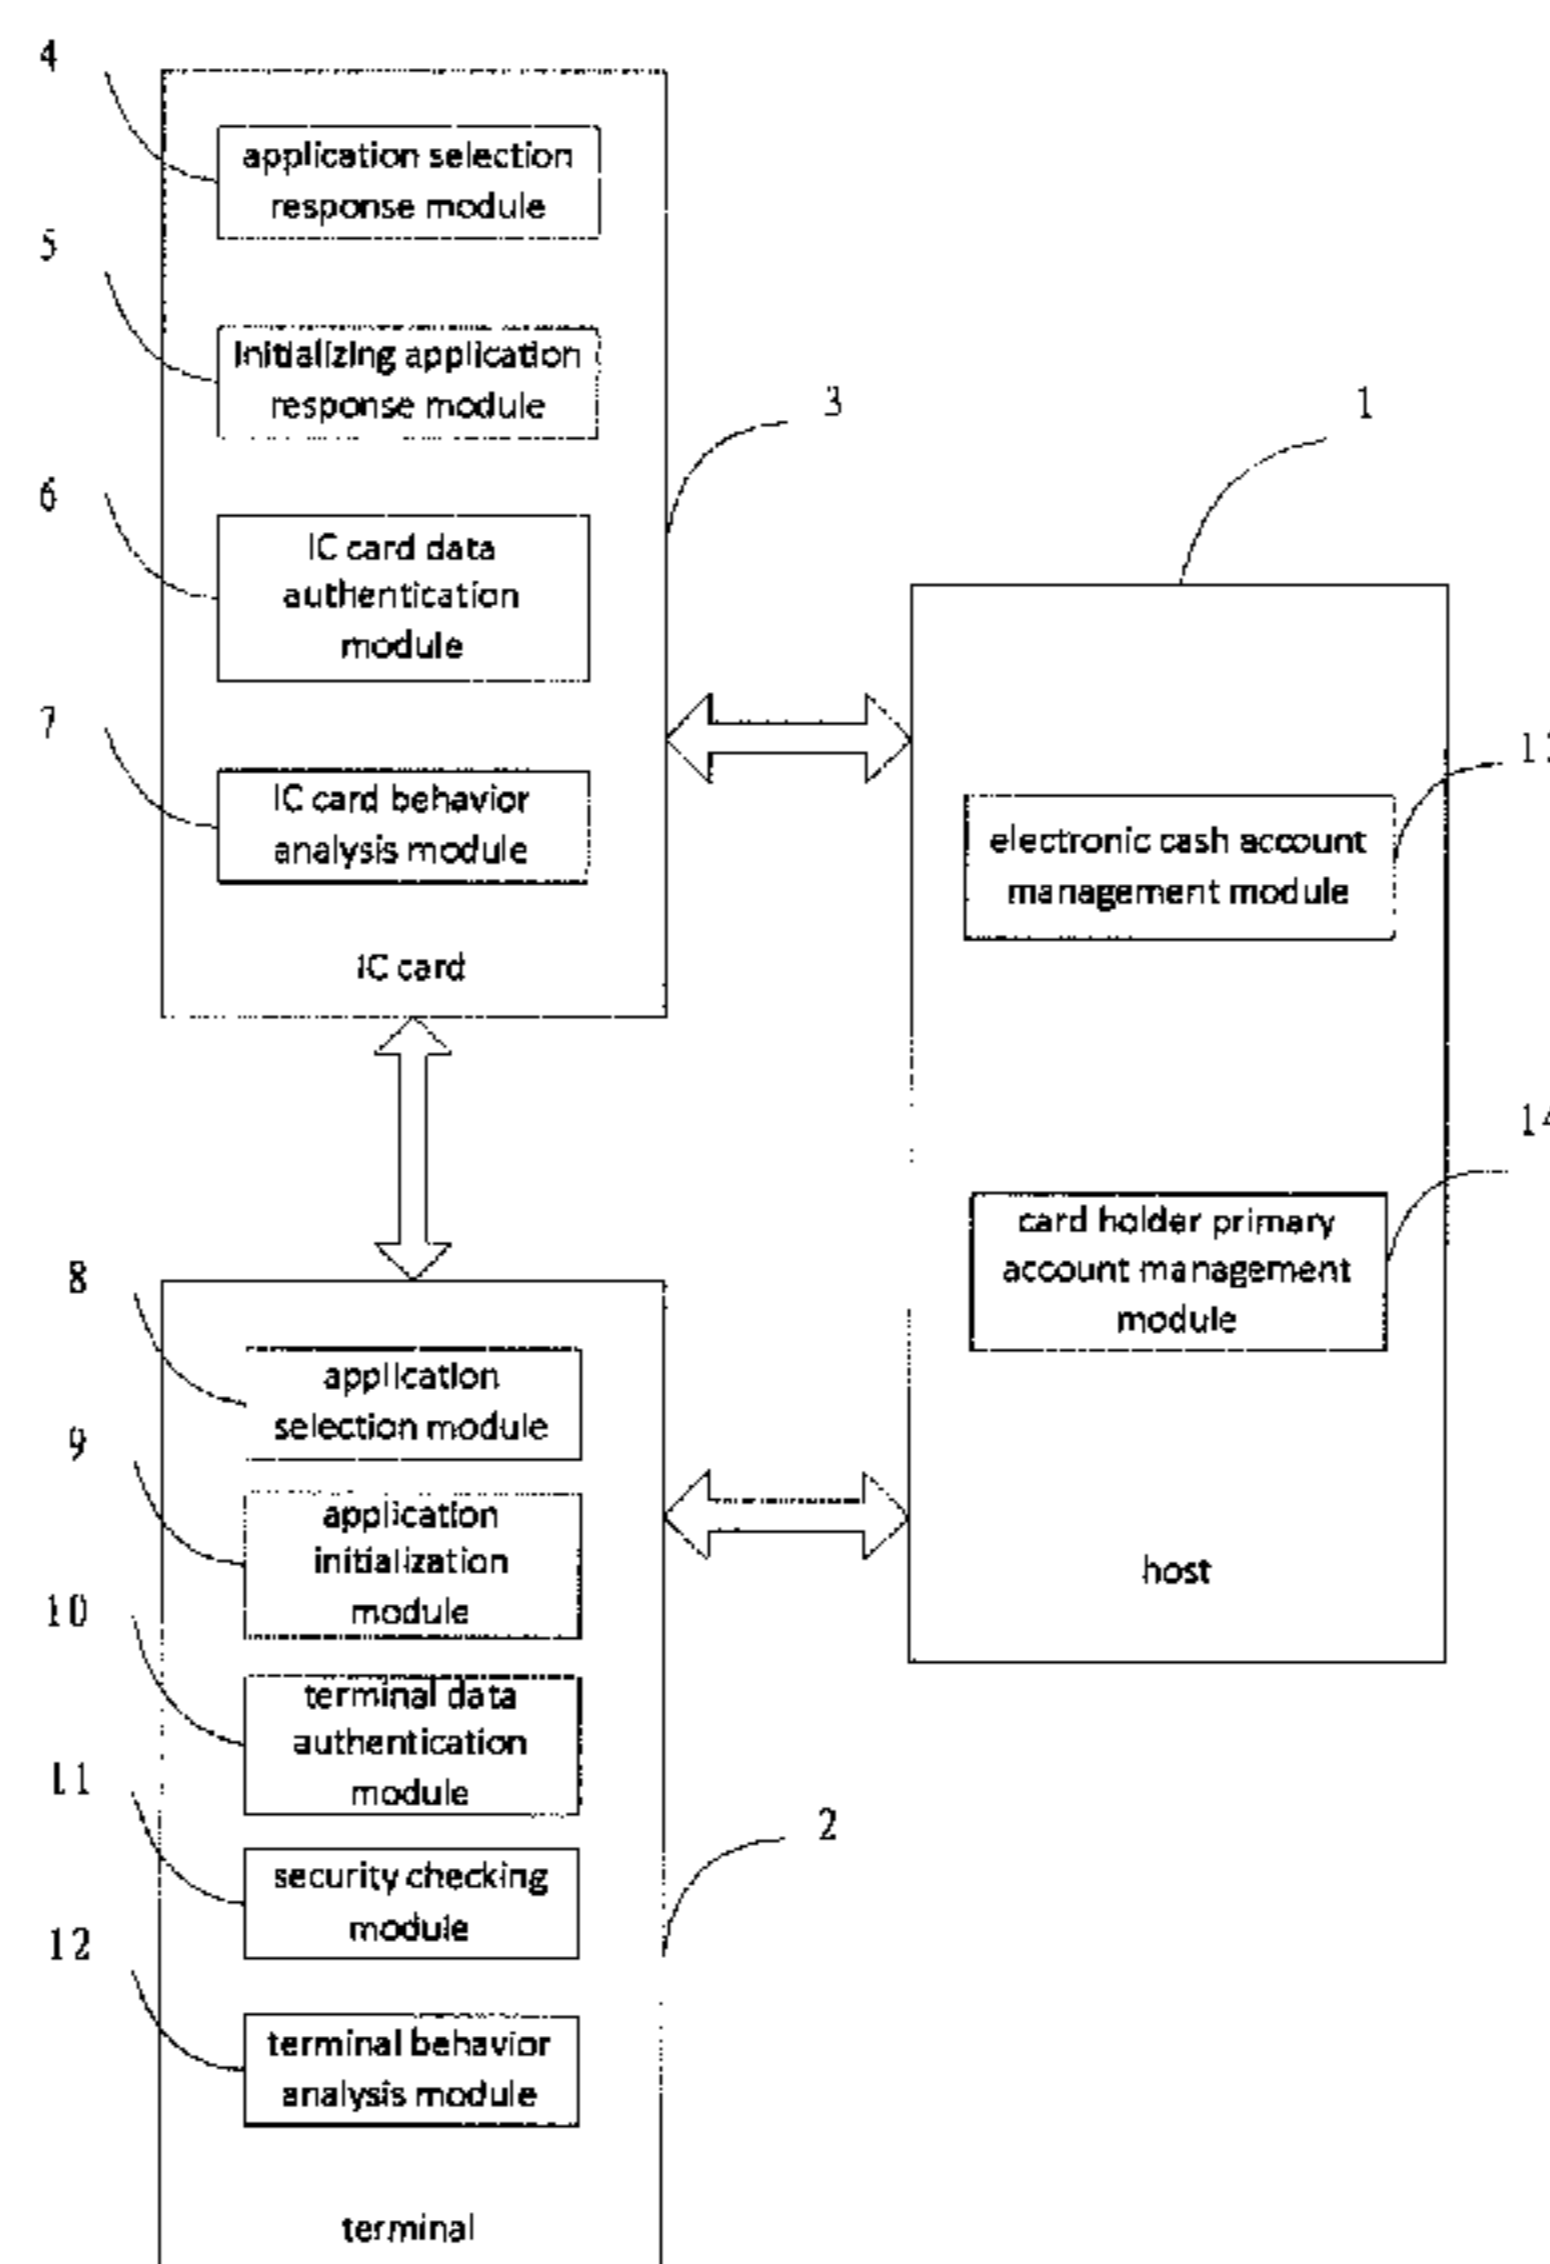 4
application selection
response module
5
initializing application
response module
3
1
6
IC card data
authentication
module
7
IC card behavior
analysis module
electronic cash account
management module
IC card
14
card holder primary
account management
module
8
application
selection module
9
application
initialization
module
host
10
terminal data
authentication
module
11
2
security checking
module
12
terminal behavior
analysis module
terminal